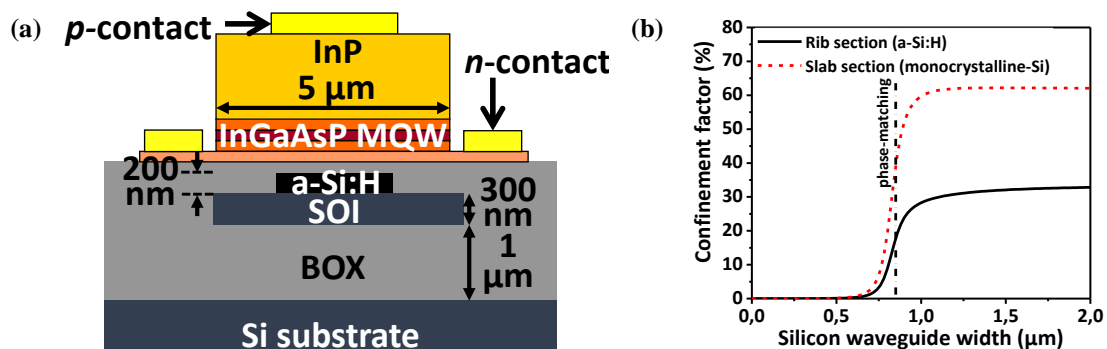 (a)
p-contact
InP
5 µm
n-contact
InGaAsP MQW
200
nm
a-Si:H
300
nm
SOI
1
µm
BOX
Si substrate
(b)
Confinement factor (%)
80
70
60
50
40
30
20
10
0
Rib section (a-Si:H)
Slab section (monocrystalline-Si)
phase-matching
0,0
0,5
1,0
1,5
2,0
Silicon waveguide width (µm)